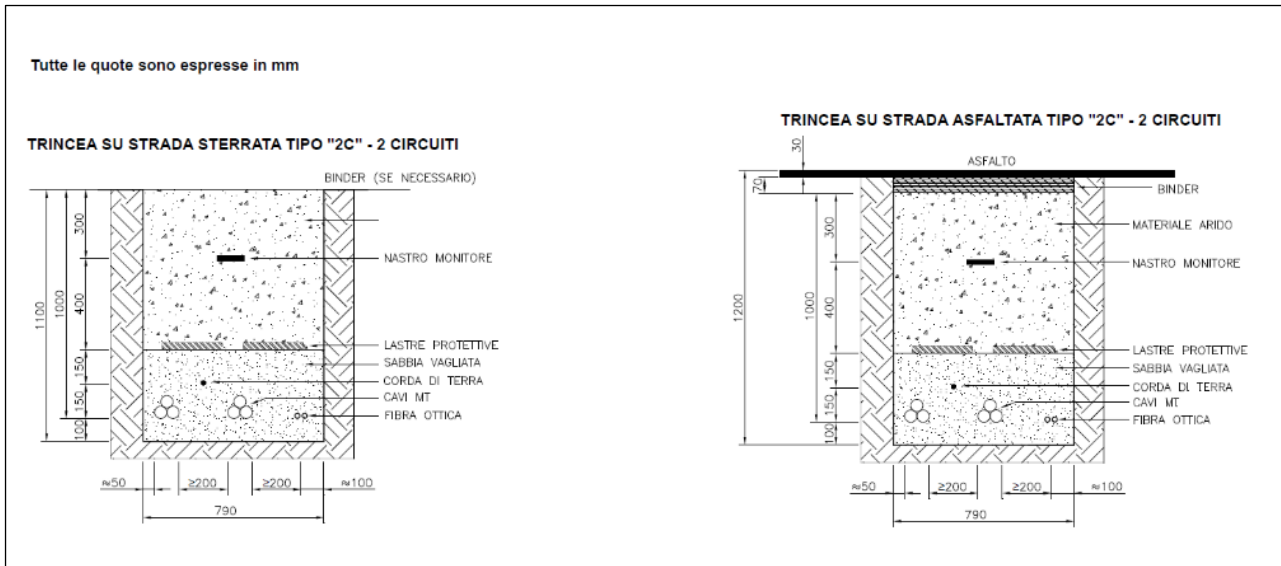 Tutte le quote sono espresse in mm
TRINCEA SU STRADA STERRATA TIPO "2C" - 2 CIRCUITI
BINDER (SE NECESSARIO)
300
NASTRO MONITORE
400
1000
1100
LASTRE PROTETTIVE
SABBIA VAGLIATA
150
CORDA DI TERRA
CAVI MT
150
FIBRA OTTICA
100
≈50
≥200
≥200
≈100
790
TRINCEA SU STRADA ASFALTATA TIPO "2C" - 2 CIRCUITI
30
ASFALTO
70
BINDER
300
MATERIALE ARIDO
NASTRO MONITORE
400
1000
1200
LASTRE PROTETTIVE
SABBIA VAGLIATA
150
CORDA DI TERRA
CAVI MT
150
FIBRA OTTICA
100
≈50
≥200
≥200
≈100
790